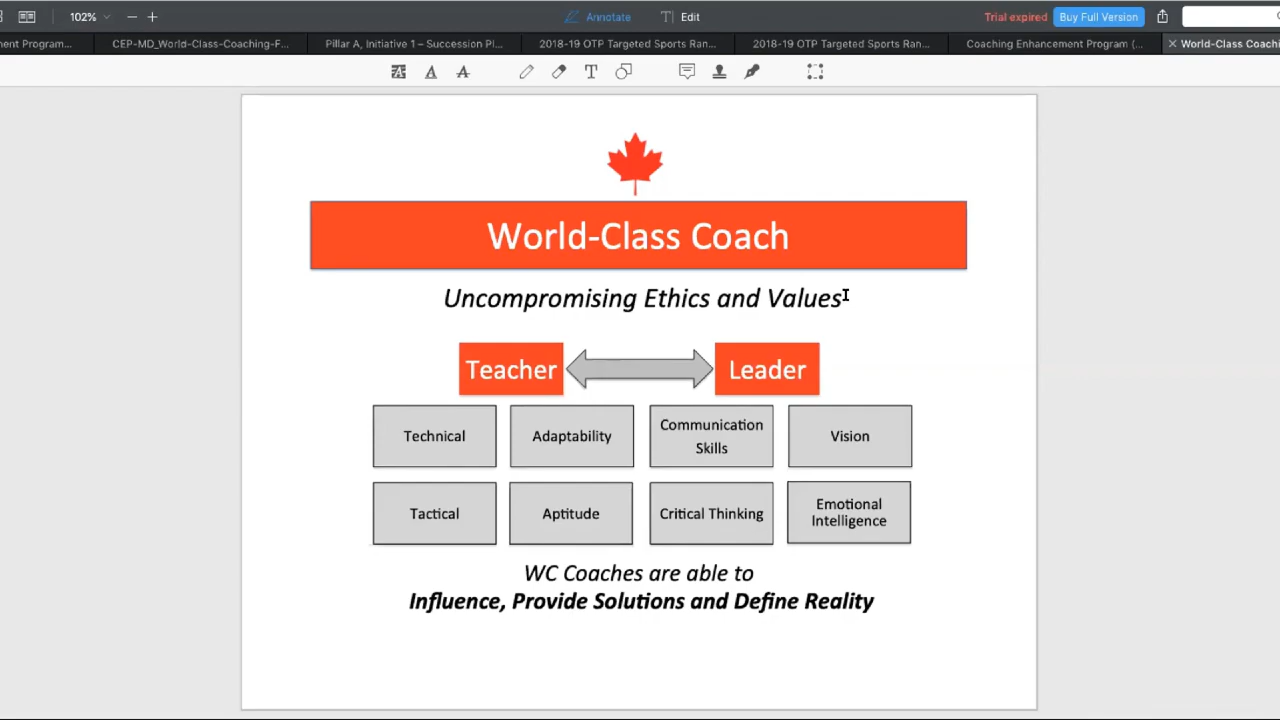 102%
Annotate
Edit
Trial expired
Buy Full Version
ent Program...
CEP-MD_World-Class-Coaching-F...
Pillar A, Initiative 1 – Succession Pl...
2018-19 OTP Targeted Sports Ran...
2018-19 OTP Targeted Sports Ran...
Coaching Enhancement Program (...
World-Class Coachi
World-Class Coach
Uncompromising Ethics and Values
Teacher
Leader
Technical
Adaptability
Communication
Skills
Vision
Tactical
Aptitude
Critical Thinking
Emotional
Intelligence
WC Coaches are able to
Influence, Provide Solutions and Define Reality